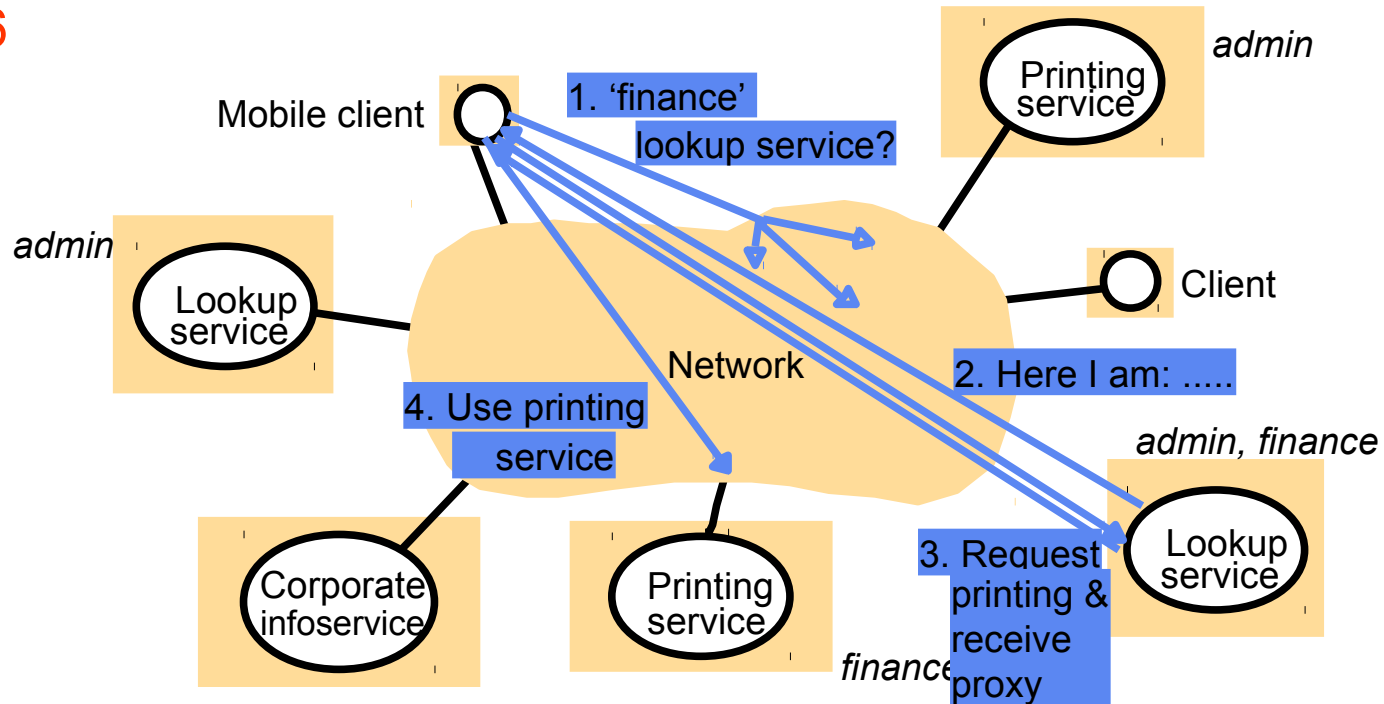 6
admin
Printing
service
1. ‘finance’
lookup service?
Mobile client
admin
Lookup
service
Client
Network
2. Here I am: .....
4. Use printing
service
admin, finance
Lookup
service
3. Request
printing &
receive
proxy
Corporate
infoservice
Printing
service
finance